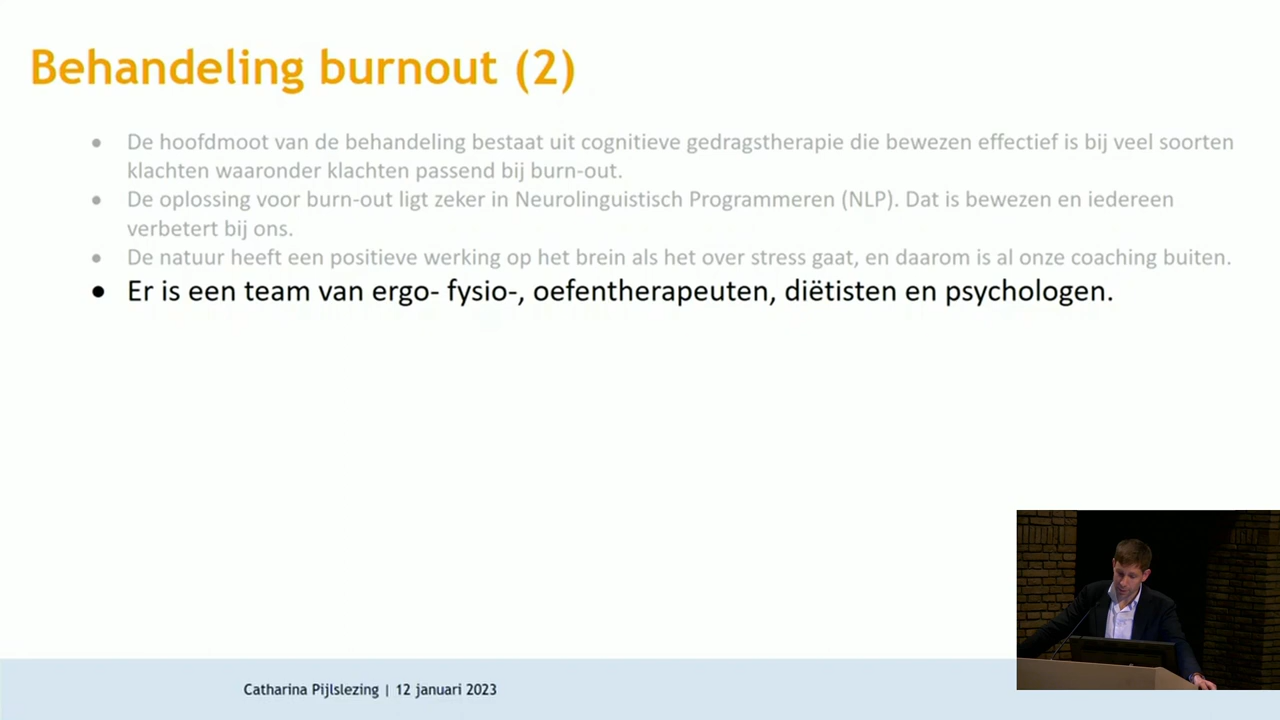 Behandeling burnout (2)
• De hoofdmoot van de behandeling bestaat uit cognitieve gedragstherapie die bewezen effectief is bij veel soorten
klachten waaronder klachten passend bij burn-out.
• De oplossing voor burn-out ligt zeker in Neurolinguistisch Programmeren (NLP). Dat is bewezen en iedereen
verbetert bij ons.
• De natuur heeft een positieve werking op het brein als het over stress gaat, en daarom is al onze coaching buiten.
• Er is een team van ergo- fysio-, oefentherapeuten, diëtisten en psychologen.
Catharina Pijlslezing | 12 januari 2023